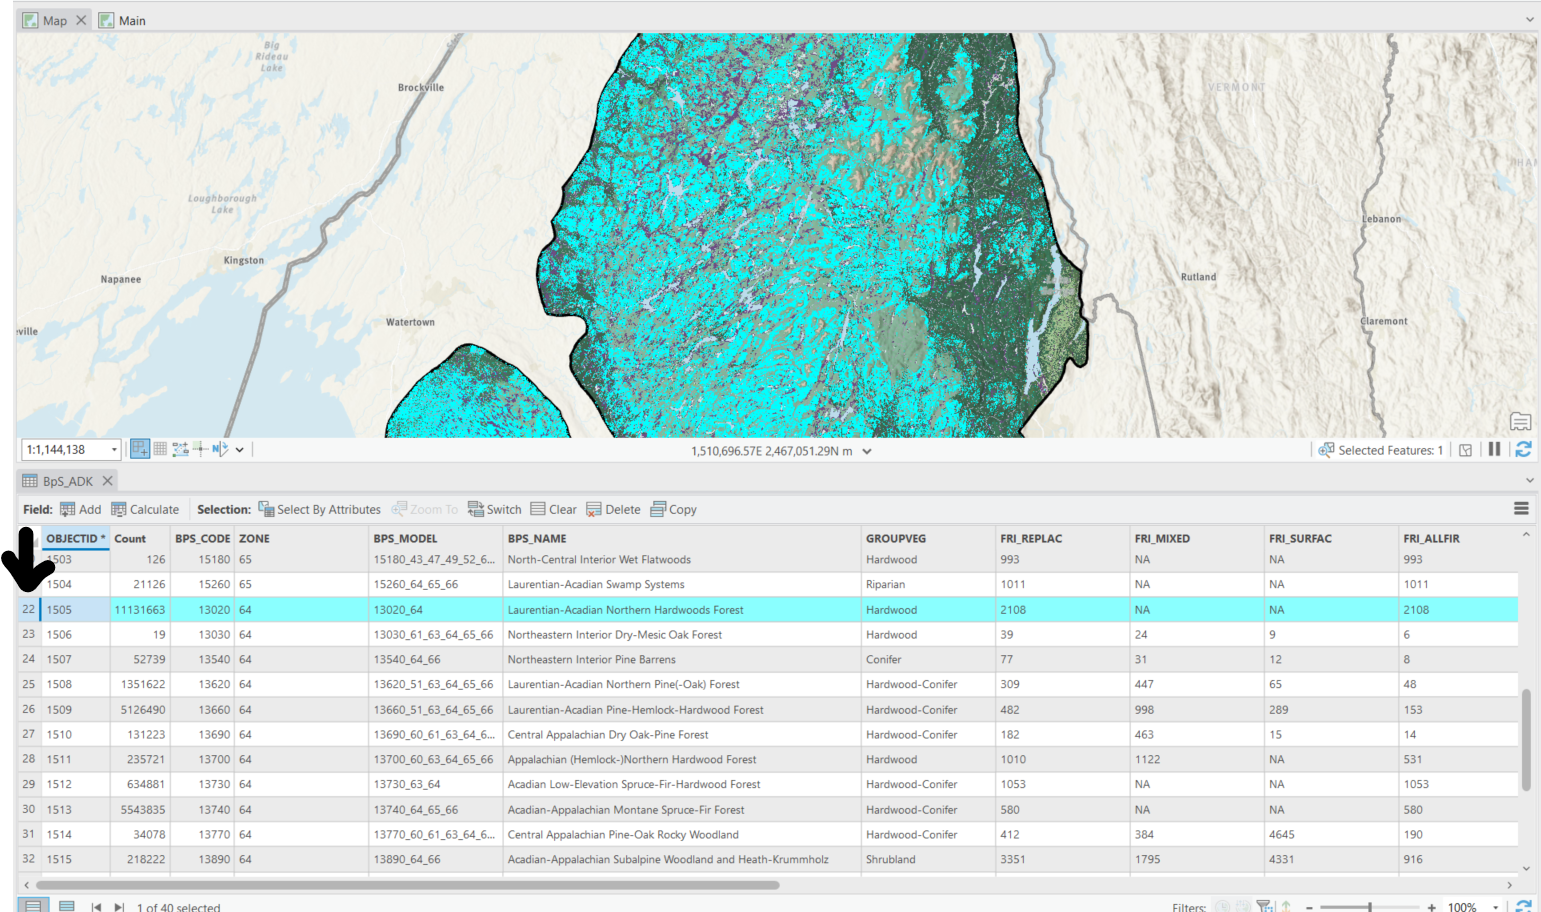 Map Main
Big
Rideau
Lake
Brockville
VERMONT
Loughborough
Lake
Lebanon
Kingston
Napanee
Rutland
Watertown
Claremont
1:1,144,138 1,510,696.57E 2,467,051.29N m Selected Features: 1
BpS_ADK
Field: Add Calculate Selection: Select By Attributes Zoom To Switch Clear Delete Copy
OBJECTID * Count BPS_CODE ZONE BPS_MODEL BPS_NAME GROUPVEG FRI_REPLAC FRI_MIXED FRI_SURFAC FRI_ALLFIR
1503 126 15180 65 15180_43_47_49_52_6... North-Central Interior Wet Flatwoods Hardwood 993 NA NA 993
1504 21126 15260 65 15260_64_65_66 Laurentian-Acadian Swamp Systems Riparian 1011 NA NA 1011
22 1505 11131663 13020 64 13020_64 Laurentian-Acadian Northern Hardwoods Forest Hardwood 2108 NA NA 2108
23 1506 19 13030 64 13030_61_63_64_65_66 Northeastern Interior Dry-Mesic Oak Forest Hardwood 39 24 9 6
24 1507 52739 13540 64 13540_64_66 Northeastern Interior Pine Barrens Conifer 77 31 12 8
25 1508 1351622 13620 64 13620_51_63_64_65_66 Laurentian-Acadian Northern Pine(-Oak) Forest Hardwood-Conifer 309 447 65 48
26 1509 5126490 13660 64 13660_51_63_64_65_66 Laurentian-Acadian Pine-Hemlock-Hardwood Forest Hardwood-Conifer 482 998 289 153
27 1510 131223 13690 64 13690_60_61_63_64_6... Central Appalachian Dry Oak-Pine Forest Hardwood-Conifer 182 463 15 14
28 1511 235721 13700 64 13700_60_63_64_65_66 Appalachian (Hemlock-)Northern Hardwood Forest Hardwood 1010 1122 NA 531
29 1512 634881 13730 64 13730_63_64 Acadian Low-Elevation Spruce-Fir-Hardwood Forest Hardwood-Conifer 1053 NA NA 1053
30 1513 5543835 13740 64 13740_64_65_66 Acadian-Appalachian Montane Spruce-Fir Forest Hardwood-Conifer 580 NA NA 580
31 1514 34078 13770 64 13770_60_61_63_64_6... Central Appalachian Pine-Oak Rocky Woodland Hardwood-Conifer 412 384 4645 190
32 1515 218222 13890 64 13890_64_66 Acadian-Appalachian Subalpine Woodland and Heath-Krummholz Shrubland 3351 1795 4331 916
1 of 40 selected Filters: 100%